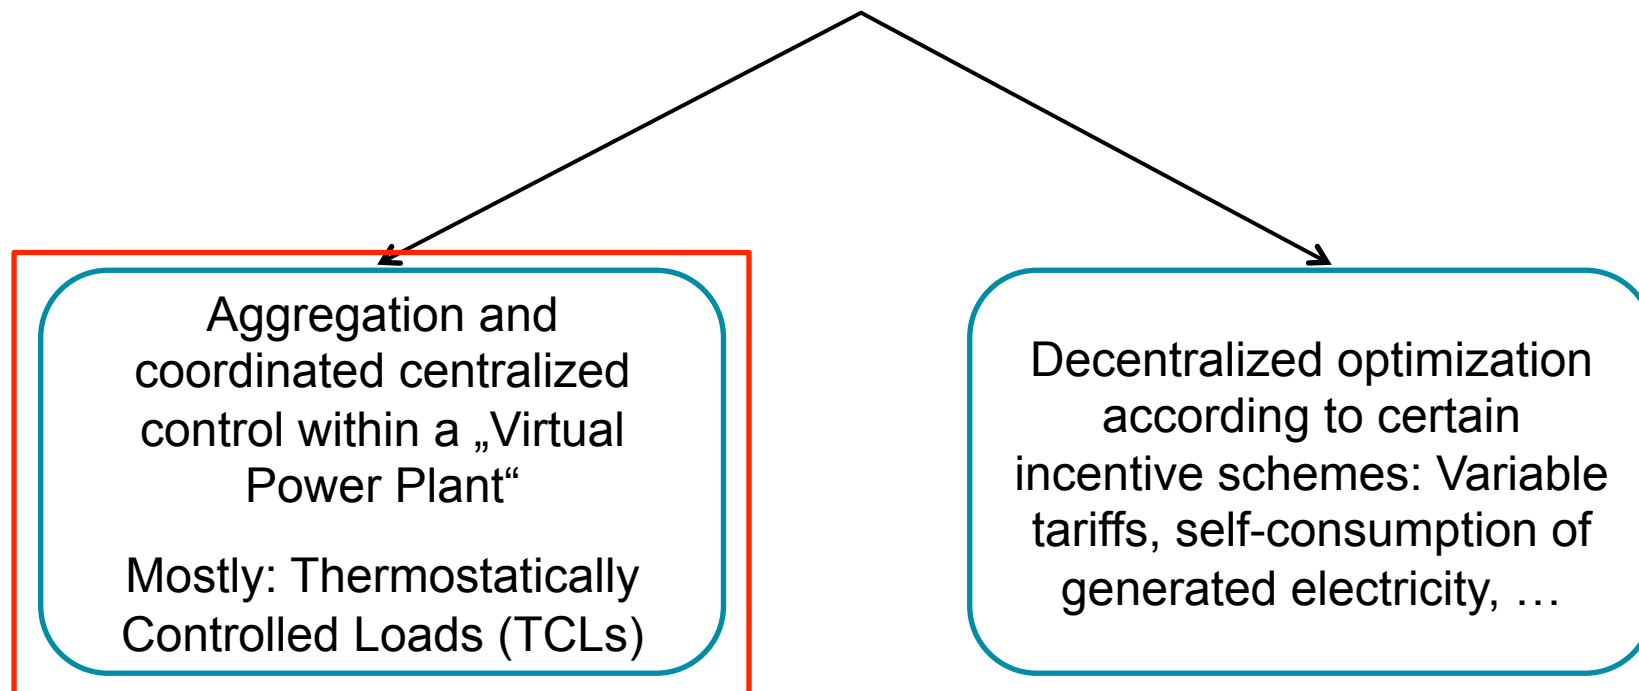 Aggregation and
coordinated centralized
control within a „Virtual
Power Plant“
Mostly: Thermostatically
Controlled Loads (TCLs)
Decentralized optimization
according to certain
incentive schemes: Variable
tariffs, self-consumption of
generated electricity, …